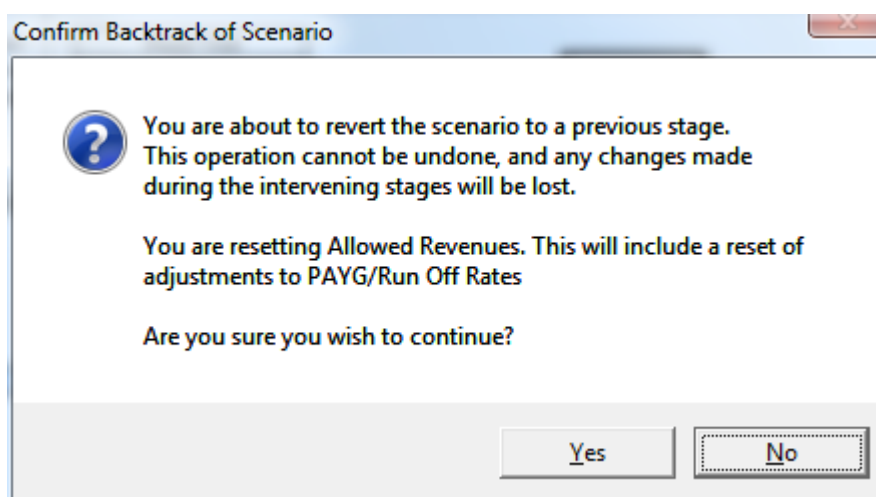 Confirm Backtrack of Scenario
You are about to revert the scenario to a previous stage.
This operation cannot be undone, and any changes made
during the intervening stages will be lost.
You are resetting Allowed Revenues. This will include a reset of
adjustments to PAYG/Run Off Rates
Are you sure you wish to continue?
Yes
No